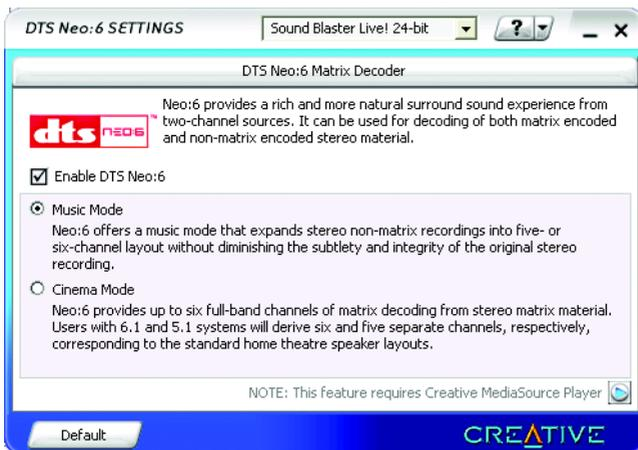 DTS Neo:6 SETTINGS
Sound Blaster Live! 24-bit
?
DTS Neo:6 Matrix Decoder
dts NEO:6 ™
Neo:6 provides a rich and more natural surround sound experience from
two-channel sources. It can be used for decoding of both matrix encoded
and non-matrix encoded stereo material.
Enable DTS Neo:6
Music Mode
Neo:6 offers a music mode that expands stereo non-matrix recordings into five- or
six-channel layout without diminishing the subtlety and integrity of the original stereo
recording.
Cinema Mode
Neo:6 provides up to six full-band channels of matrix decoding from stereo matrix material.
Users with 6.1 and 5.1 systems will derive six and five separate channels, respectively,
corresponding to the standard home theatre speaker layouts.
NOTE: This feature requires Creative MediaSource Player
Default
CREATIVE